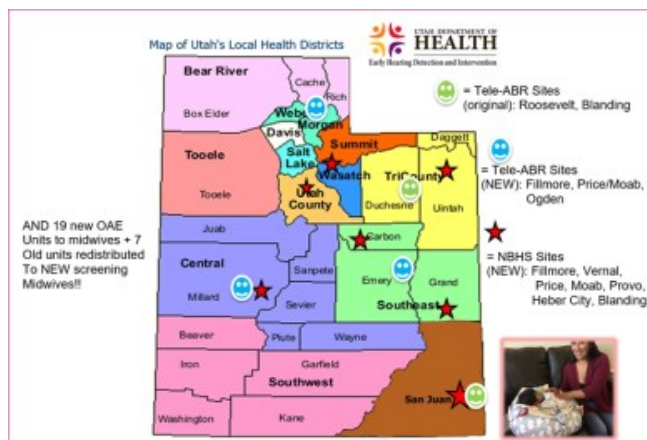 Map of Utah's Local Health Districts
UTAH DEPARTMENT OF
HEALTH
Early Hearing Detection and Intervention
Bear River
Cache
Rich
Box Elder
Morgan
Davis
Salt
Lake
Summit
Daggett
Tooele
Tooele
Wasatch
TriCounty
Utah
County
Duchesne
Uintah
= Tele-ABR Sites
(original): Roosevelt, Blanding
= Tele-ABR Sites
(NEW): Fillmore, Price/Moab,
Ogden
= NBHS Sites
(NEW): Fillmore, Vernal,
Price, Moab, Provo,
Heber City, Blanding
AND 19 new OAE
Units to midwives + 7
Old units redistributed
To NEW screening
Midwives!!
Juab
Carbon
Central
Sanpete
Emery
Grand
Millard
Sevier
Southeast
Beaver
Piute
Wayne
Iron
Garfield
Southwest
San Juan
Washington
Kane